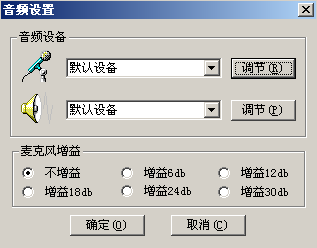 音频设置
音频设备
默认设备 调节(R)
默认设备 调节(P)
麦克风增益
不增益 增益6db 增益12db
增益18db 增益24db 增益30db
确定(O) 取消(C)